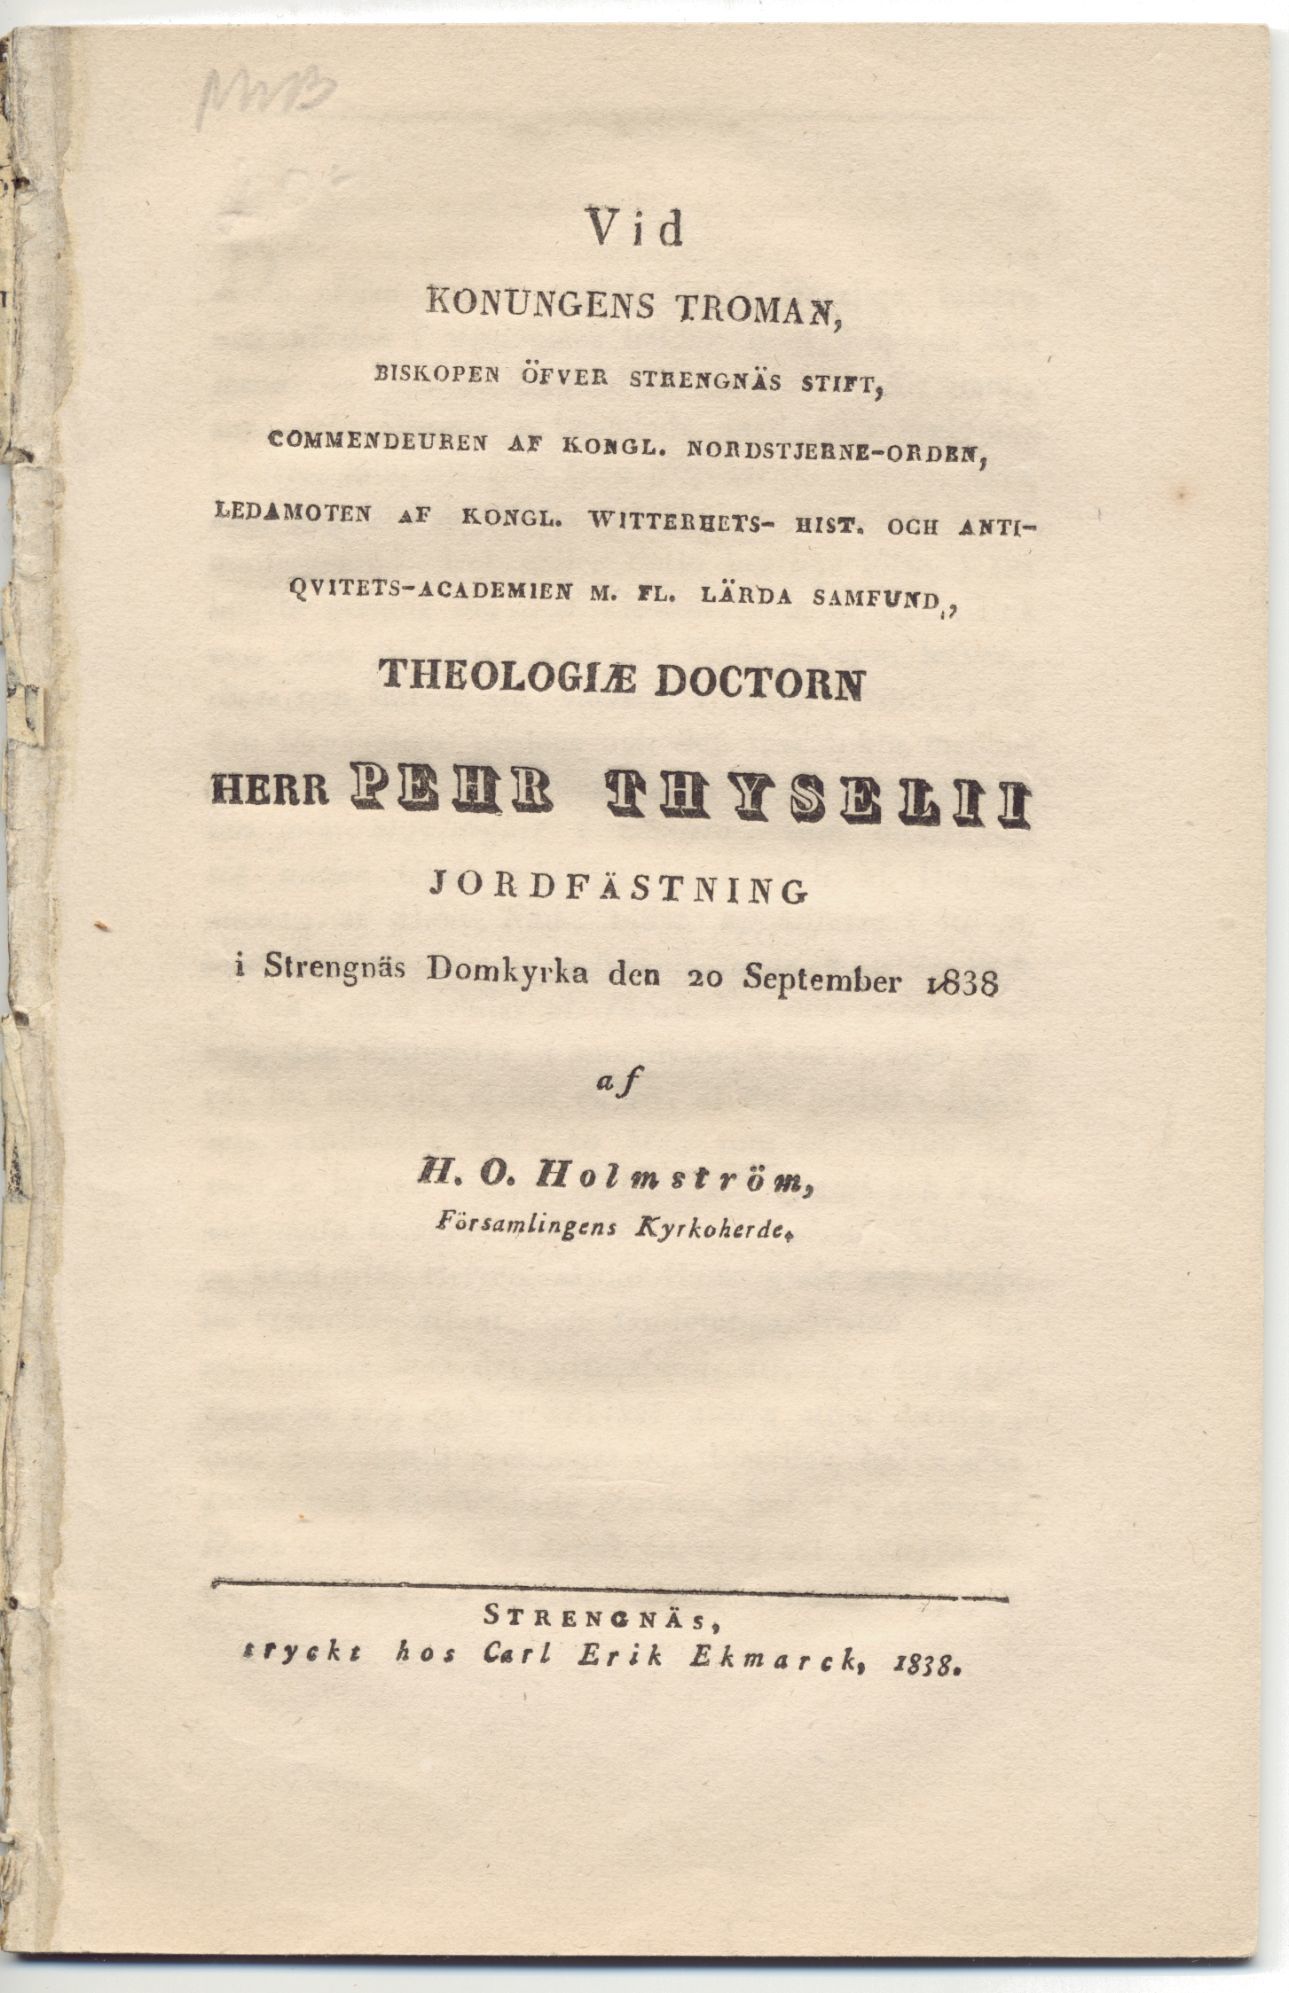 Vid
KONUNGENS TROMAN,
BISKOPEN ÖFVER STRENGNÄS STIFT,
COMMENDEUREN AF KONGL. NORDSTJERNE-ORDEN,
LEDAMOTEN AF KONGL. WITTERHETS- HIST. OCH ANTI-
QVITETS-ACADEMIEN M. FL. LÄRDA SAMFUND,
THEOLOGIÆ DOCTORN
HERR PEHR THYSELII
JORDFÄSTNING
i Strengnäs Domkyrka den 20 September 1838
af
H. O. Holmström,
Församlingens Kyrkoherde.
STRENGNÄS,
tryckt hos Carl Erik Ekmarck, 1838.